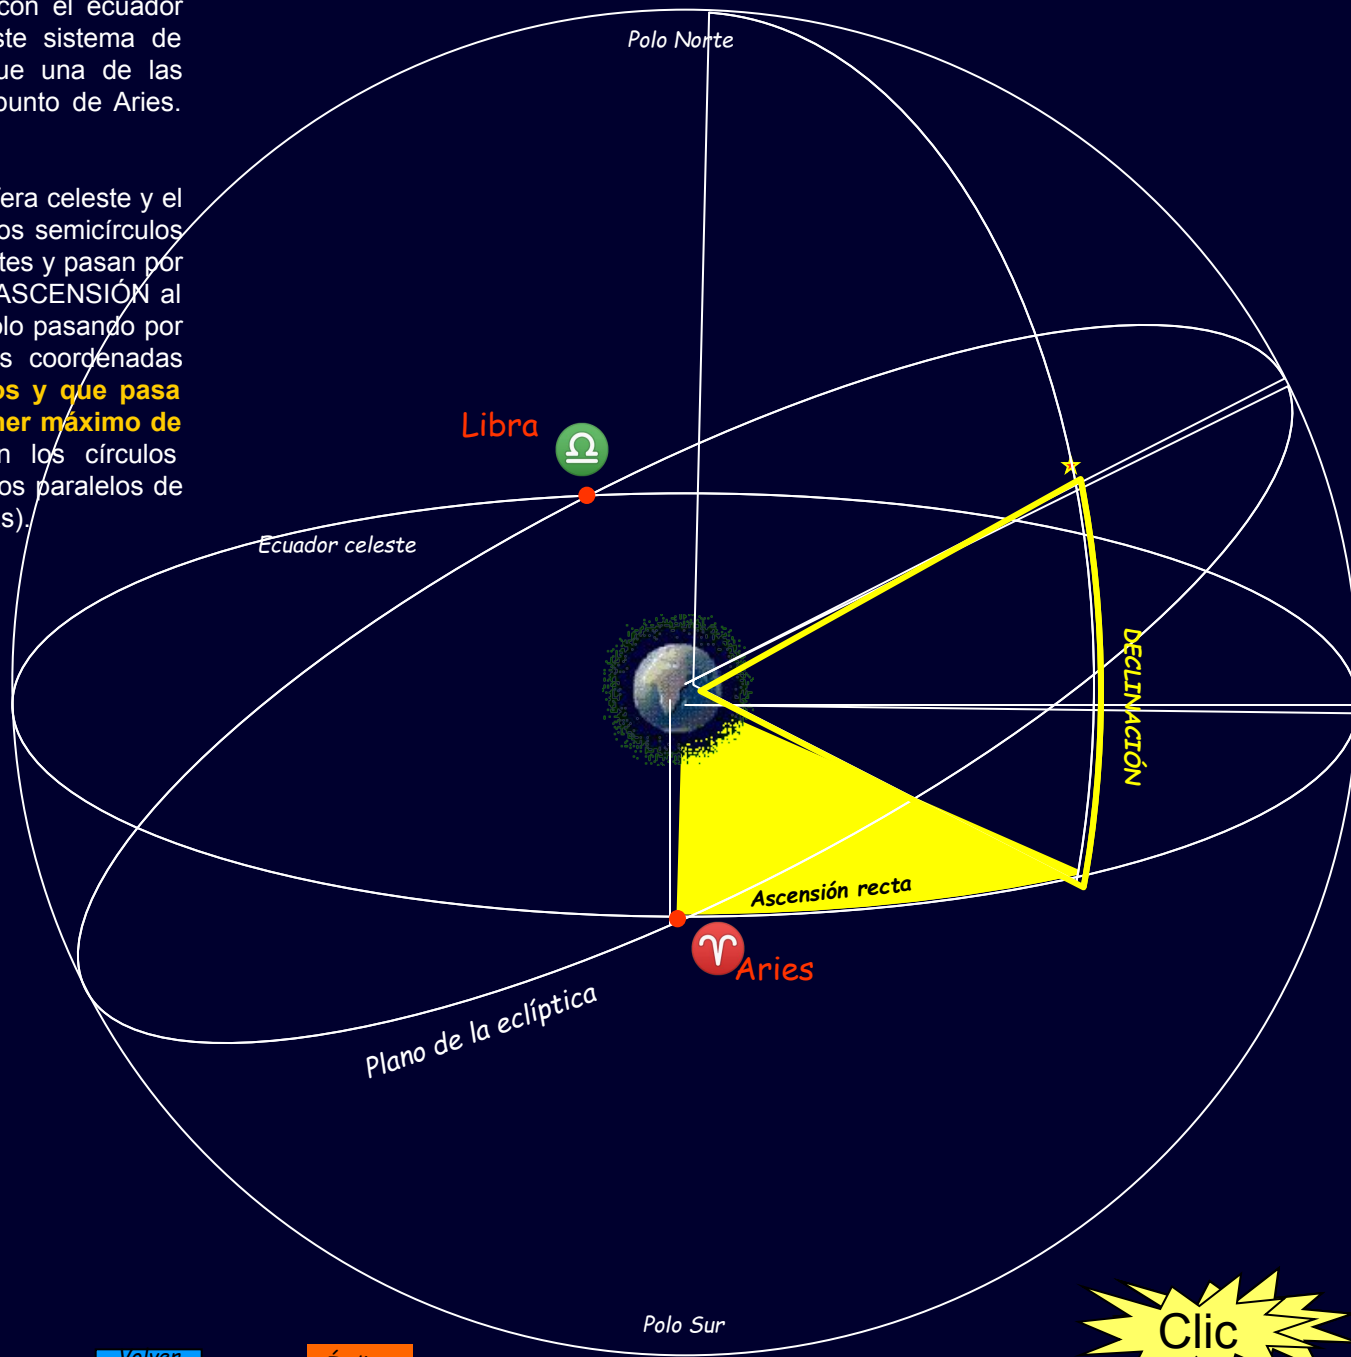 con el ecuador
ste sistema de
ue una de las
punto de Aries.
fera celeste y el
os semicírculos
tes y pasan por
ASCENSIÓN al
olo pasando por
s coordenadas
os y que pasa
ner máximo de
n los círculos
os paralelos de
s).
Polo Norte
Libra
Ecuador celeste
DECLINACIÓN
Ascensión recta
Aries
Plano de la eclíptica
Polo Sur
Clic
Volver